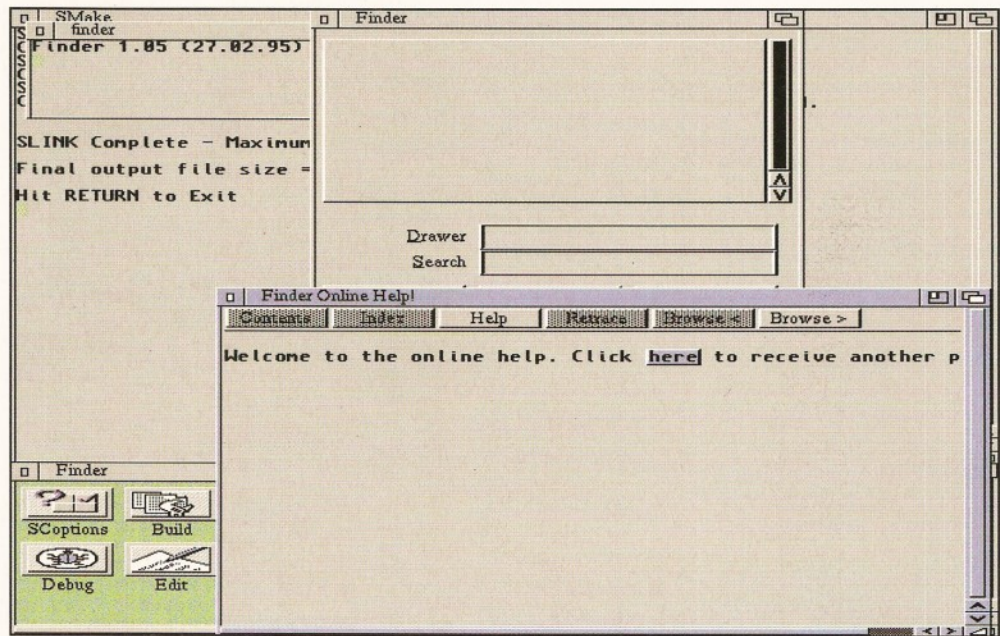 SMake
finder
Finder 1.05 (27.02.95)
SLINK Complete - Maximum
Final output file size =
Hit RETURN to Exit
Finder
Drawer
Search
Finder Online Help!
Contents Index Help Retrace Browse < Browse >
Welcome to the online help. Click here to receive another p
Finder
SCoptions Build
Debug Edit